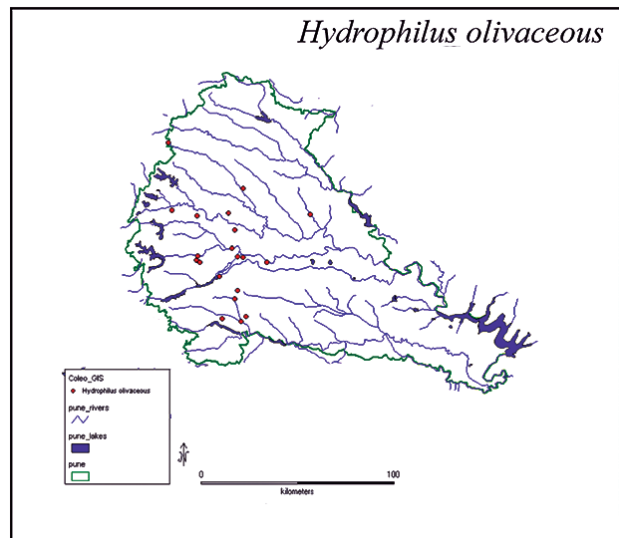 Hydrophilus olivaceous
Coleo_GIS
Hydrophilus olivaceous
pune_rivers
pune_lakes
pune
N
0 100
kilometers